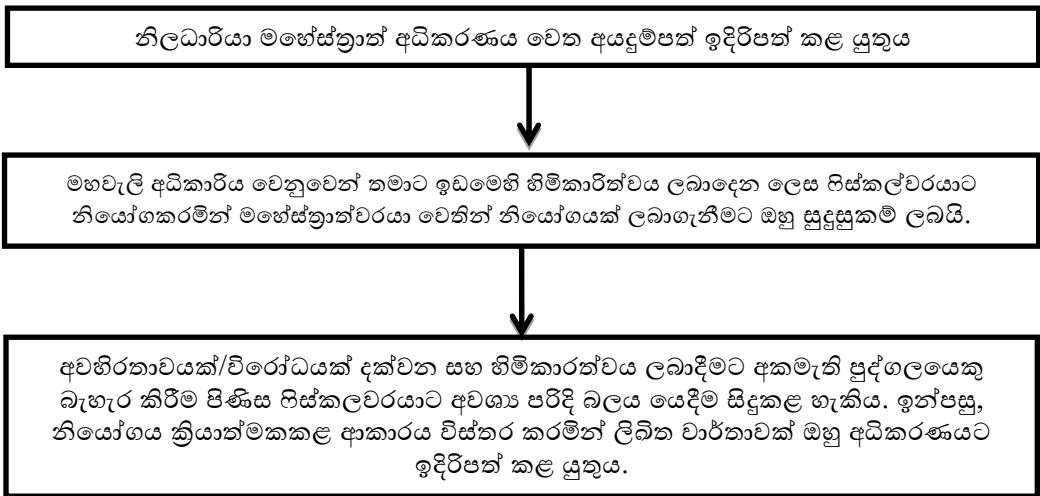 නිලධාරියා මහේස්ත්‍රාත් අධිකරණය වෙත අයදුම්පත් ඉදිරිපත් කළ යුතුය
මහවැලි අධිකාරිය වෙනුවෙන් තමාට ඉඩමෙහි හිමිකාරිත්වය ලබාදෙන ලෙස ෆිස්කල්වරයාට
නියෝගකරමින් මහේස්ත්‍රාත්වරයා වෙතින් නියෝගයක් ලබාගැනීමට ඔහු සුදුසුකම් ලබයි.
අවහිරතාවයක්/විරෝධයක් දක්වන සහ හිමිකාරත්වය ලබාදීමට අකමැති පුද්ගලයෙකු
බැහැර කිරීම පිණිස ෆිස්කලවරයාට අවශ්‍ය පරිදි බලය යෙදීම සිදුකළ හැකිය. ඉන්පසු,
නියෝගය ක්‍රියාත්මකකළ ආකාරය විස්තර කරමින් ලිඛිත වාර්තාවක් ඔහු අධිකරණයට
ඉදිරිපත් කළ යුතුය.